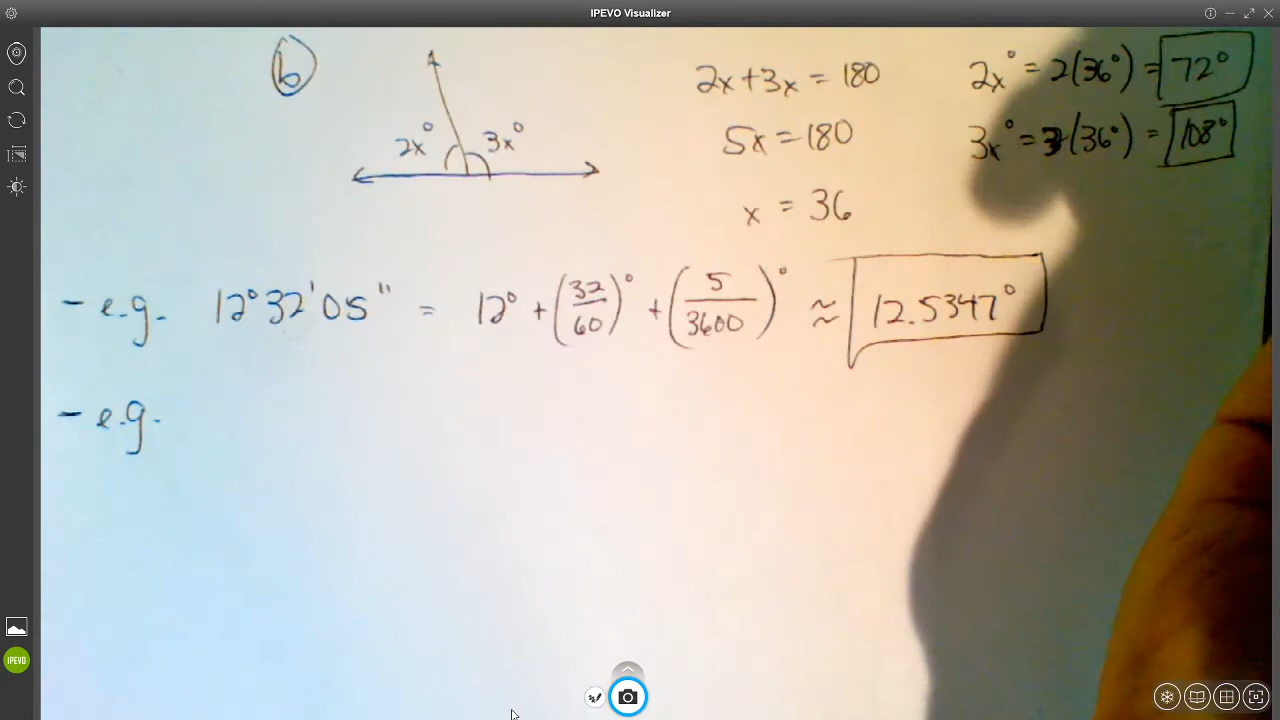 IPEVO Visualizer
b
2x° 3x°
2x+3x = 180
5x = 180
x = 36
2x° = 2(36°) = 72°
3x° = 3(36°) = 108°
- e.g. 12°32'05" = 12° + (32/60)° + (5/3600)° ≈ 12.5347°
- e.g.
IPEVO